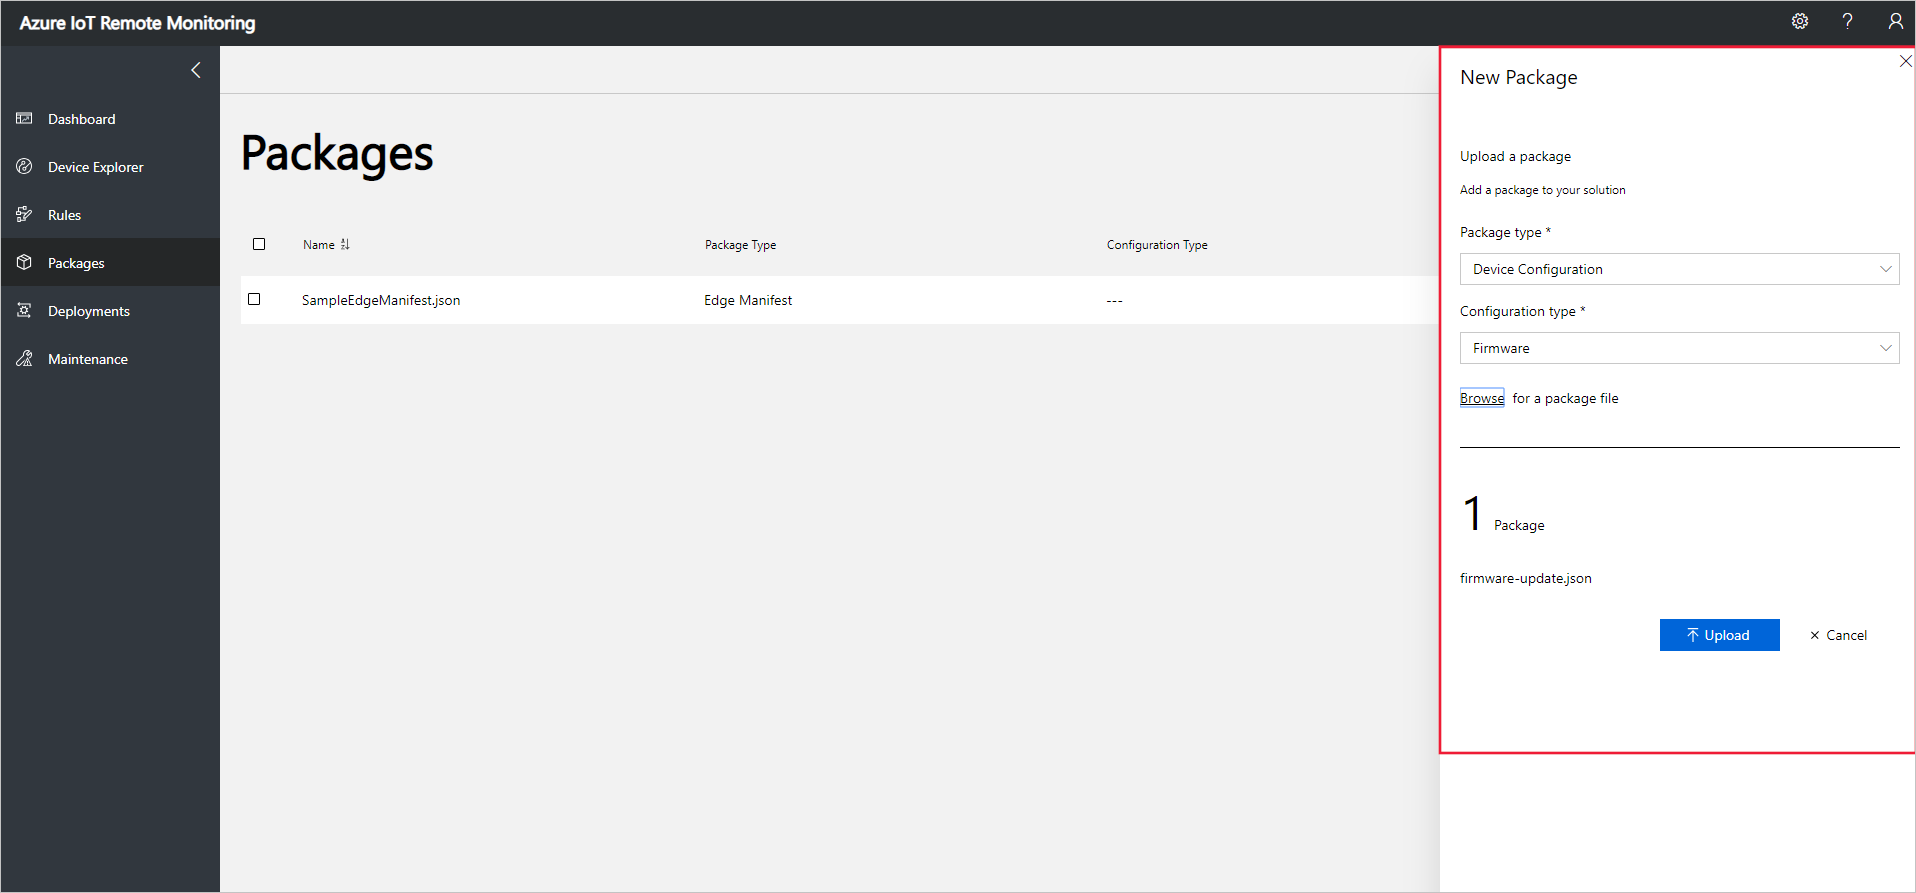 Azure IoT Remote Monitoring
?
Dashboard
Device Explorer
Rules
Packages
Deployments
Maintenance
Packages
Name Package Type Configuration Type
SampleEdgeManifest.json Edge Manifest ---
New Package
Upload a package
Add a package to your solution
Package type *
Device Configuration
Configuration type *
Firmware
Browse for a package file
1 Package
firmware-update.json
Upload Cancel